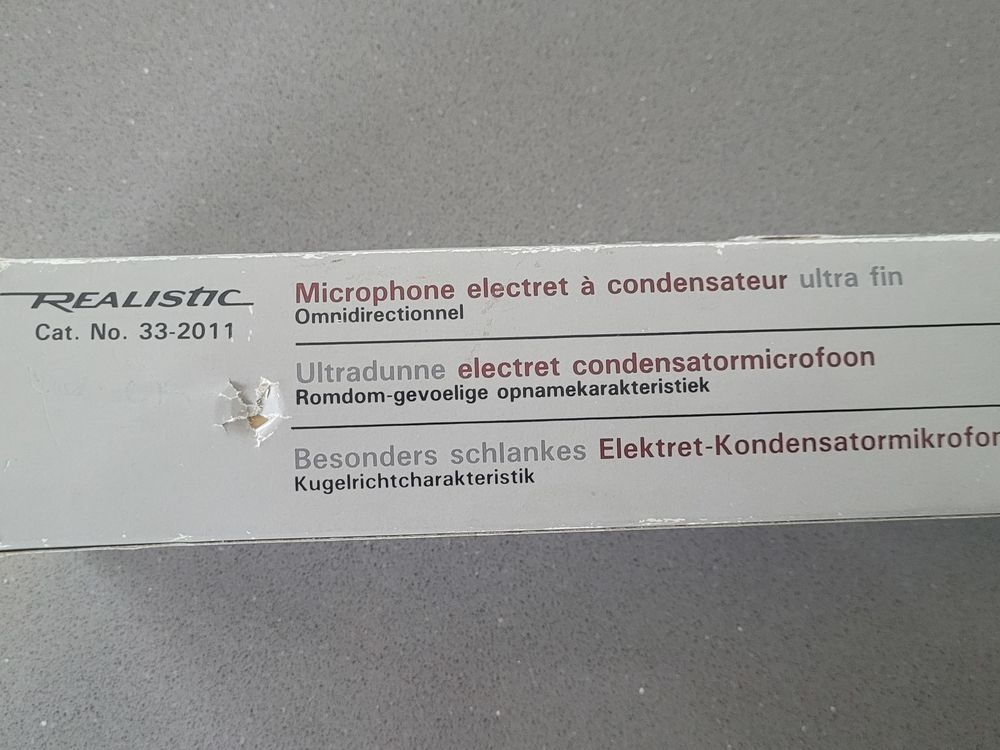 REALISTIC
Cat. No. 33-2011
Microphone electret à condensateur ultra fin
Omnidirectionnel
Ultradunne electret condensatormicrofoon
Romdom-gevoelige opnamekarakteristiek
Besonders schlankes Elektret-Kondensatormikrofon
Kugelrichtcharakteristik